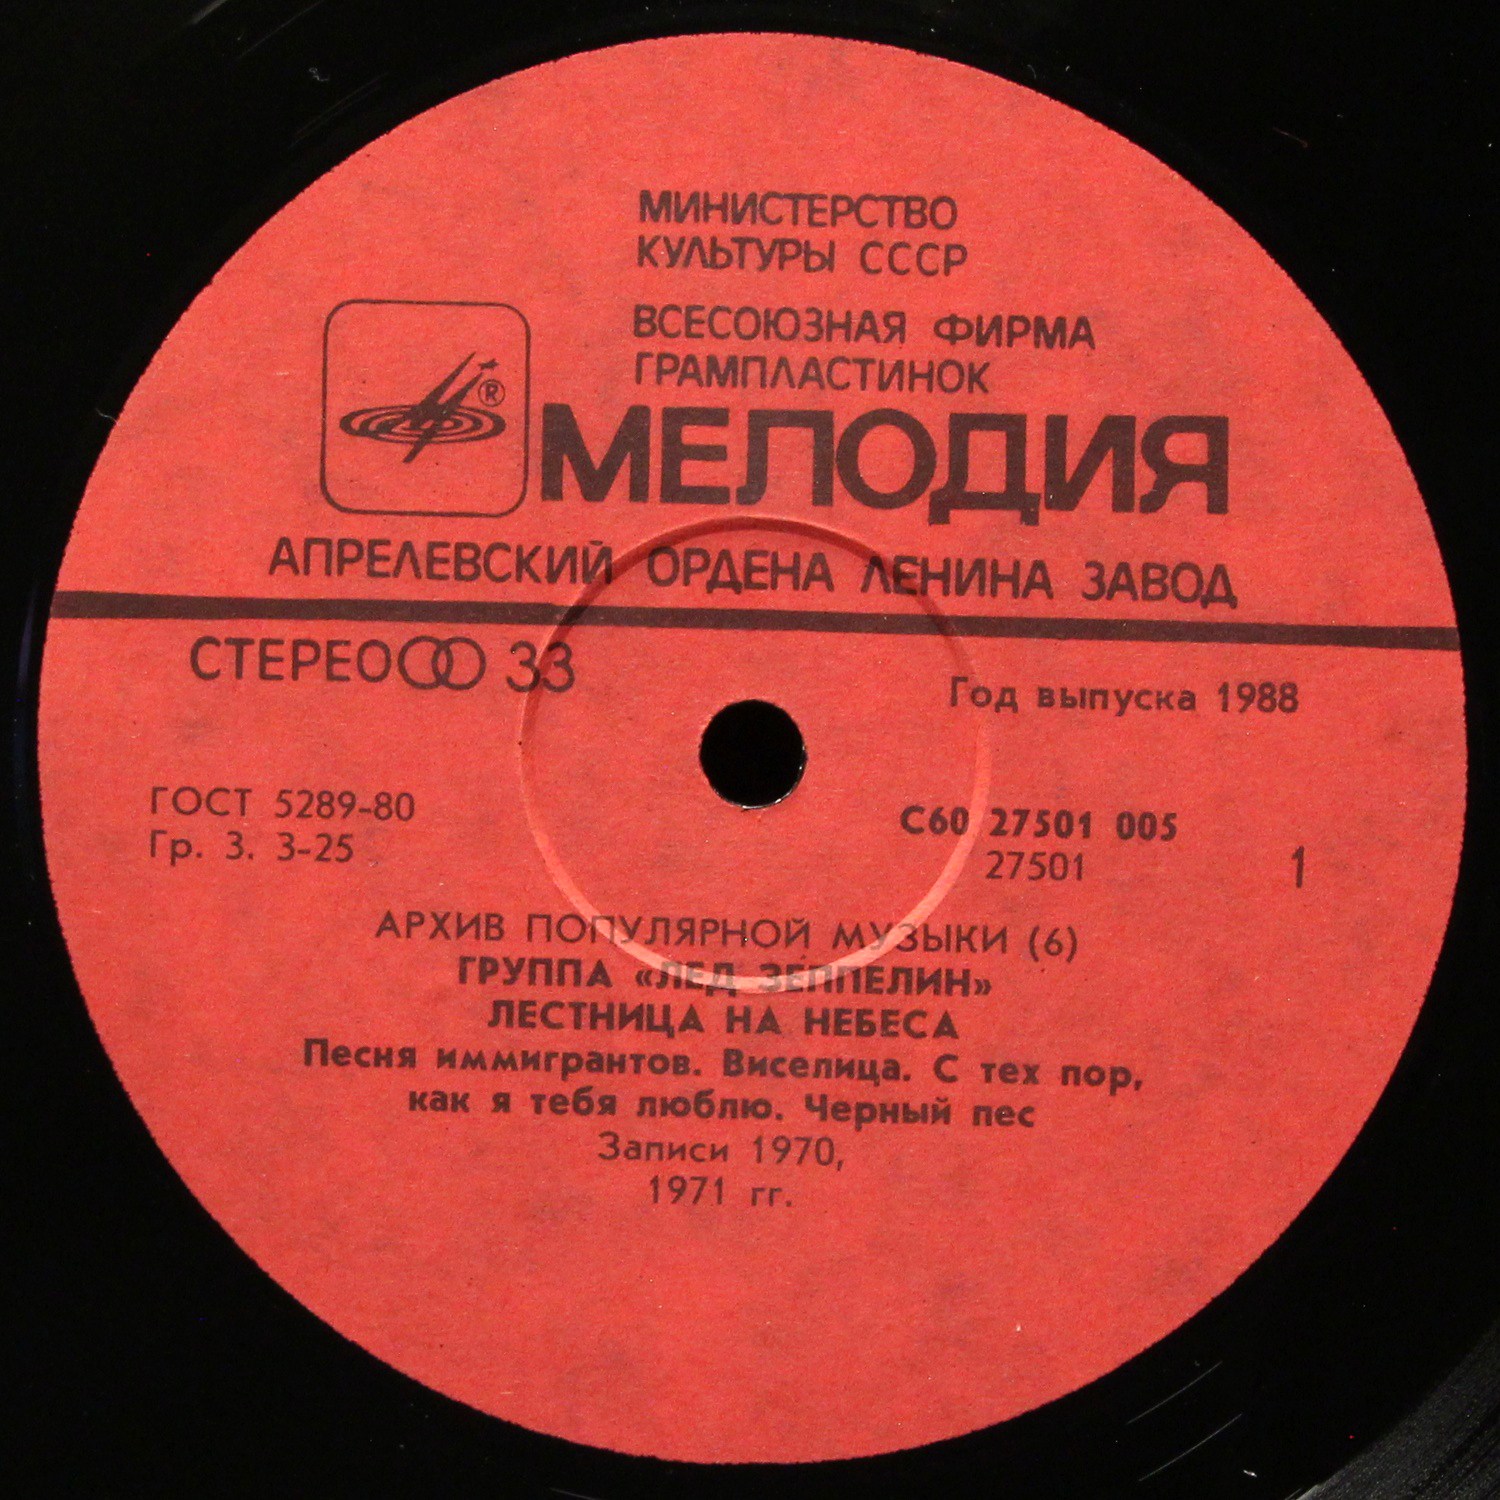 МИНИСТЕРСТВО
КУЛЬТУРЫ СССР
ВСЕСОЮЗНАЯ ФИРМА
ГРАМПЛАСТИНОК
®
МЕЛОДИЯ
АПРЕЛЕВСКИЙ ОРДЕНА ЛЕНИНА ЗАВОД
СТЕРЕО 33
Год выпуска 1988
ГОСТ 5289-80
Гр. 3. 3-25
С60 27501 005
27501
1
АРХИВ ПОПУЛЯРНОЙ МУЗЫКИ (6)
ГРУППА «ЛЕД ЗЕППЕЛИН»
ЛЕСТНИЦА НА НЕБЕСА
Песня иммигрантов. Виселица. С тех пор,
как я тебя люблю. Черный пес
Записи 1970,
1971 гг.